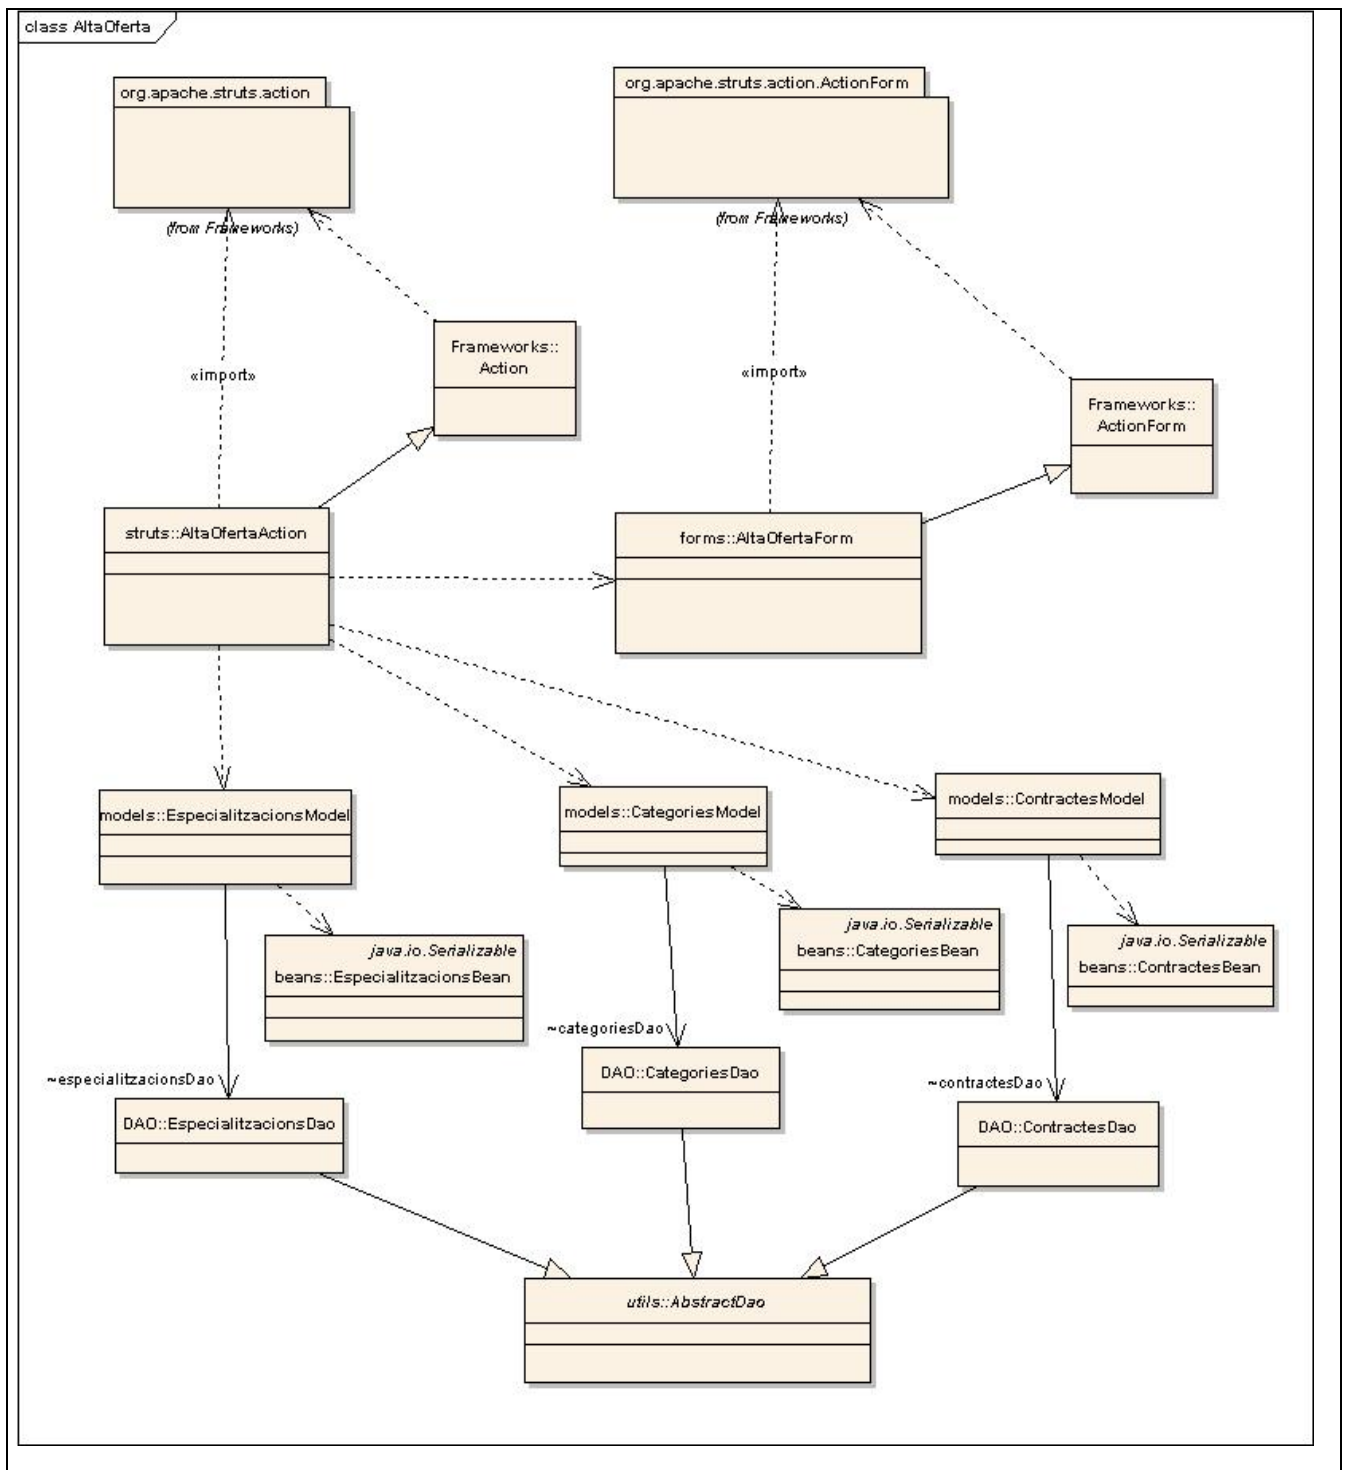 class AltaOferta
org.apache.struts.action
org.apache.struts.action.ActionForm
(from Frameworks)
(from Frameworks)
Frameworks::
Action
«import»
«import»
Frameworks::
ActionForm
struts::AltaOfertaAction
forms::AltaOfertaForm
models::EspecialitzacionsModel
models::CategoriesModel
models::ContractesModel
java.io.Serializable
beans::EspecialitzacionsBean
java.io.Serializable
beans::CategoriesBean
java.io.Serializable
beans::ContractesBean
~especialitzacionsDao
~categoriesDao
~contractesDao
DAO::EspecialitzacionsDao
DAO::CategoriesDao
DAO::ContractesDao
utils::AbstractDao